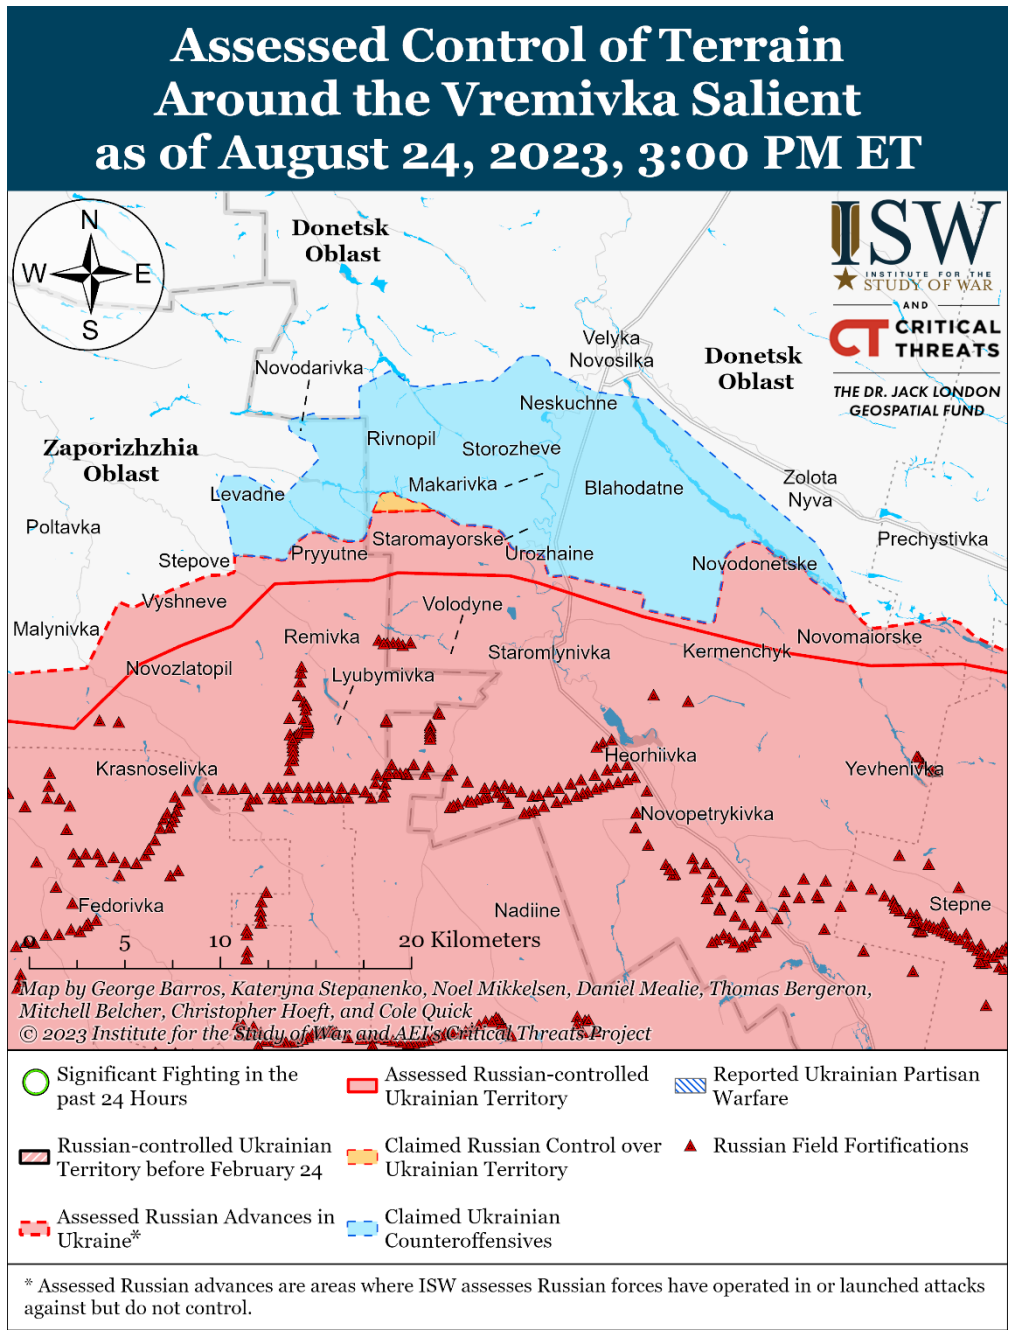 Assessed Control of Terrain
Around the Vremivka Salient
as of August 24, 2023, 3:00 PM ET
N
W
E
S
Donetsk
Oblast
ISW
INSTITUTE FOR THE
STUDY OF WAR
AND
CT CRITICAL
THREATS
THE DR. JACK LONDON
GEOSPATIAL FUND
Velyka
Novosilka
Donetsk
Oblast
Novodarivka
Neskuchne
Zaporizhzhia
Oblast
Rivnopil
Storozheve
Makarivka
Levadne
Blahodatne
Zolota
Nyva
Poltavka
Staromayorske
Prechystivka
Stepove
Pryyutne
Urozhaine
Novodonetske
Vyshneve
Volodyne
Malynivka
Remivka
Novomaiorske
Staromlynivka
Kermenchyk
Novozlatopil
Lyubymivka
Krasnoselivka
Heorhiivka
Yevhenivka
Novopetrykivka
Fedorivka
Nadiine
Stepne
0 5 10 20 Kilometers
Map by George Barros, Kateryna Stepanenko, Noel Mikkelsen, Daniel Mealie, Thomas Bergeron,
Mitchell Belcher, Christopher Hoeft, and Cole Quick
© 2023 Institute for the Study of War and AEI's Critical Threats Project
Significant Fighting in the
past 24 Hours
Assessed Russian-controlled
Ukrainian Territory
Reported Ukrainian Partisan
Warfare
Russian-controlled Ukrainian
Territory before February 24
Claimed Russian Control over
Ukrainian Territory
Russian Field Fortifications
Assessed Russian Advances in
Ukraine*
Claimed Ukrainian
Counteroffensives
* Assessed Russian advances are areas where ISW assesses Russian forces have operated in or launched attacks
against but do not control.